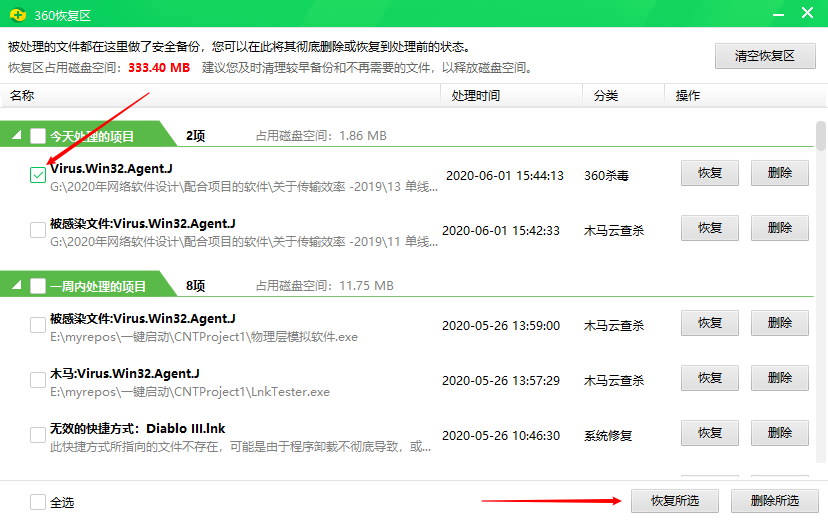 360恢复区
被处理的文件都在这里做了安全备份，您可以在此将其彻底删除或恢复到处理前的状态。
恢复区占用磁盘空间：333.40 MB 建议您及时清理较早备份和不再需要的文件，以释放磁盘空间。
清空恢复区
名称 处理时间 分类 操作
今天处理的项目 2项 占用磁盘空间：1.86 MB
Virus.Win32.Agent.J
G:\2020年网络软件设计\配合项目的软件\关于传输效率 -2019\13 单线...
2020-06-01 15:44:13 360杀毒 恢复 删除
被感染文件:Virus.Win32.Agent.J
G:\2020年网络软件设计\配合项目的软件\关于传输效率 -2019\11 单线...
2020-06-01 15:42:33 木马云查杀 恢复 删除
一周内处理的项目 8项 占用磁盘空间：11.75 MB
被感染文件:Virus.Win32.Agent.J
E:\myrepos\一键启动\CNTProject1\物理层模拟软件.exe
2020-05-26 13:59:00 木马云查杀 恢复 删除
木马:Virus.Win32.Agent.J
E:\myrepos\一键启动\CNTProject1\LnkTester.exe
2020-05-26 13:57:29 木马云查杀 恢复 删除
无效的快捷方式：Diablo III.lnk
此快捷方式所指向的文件不存在，可能是由于程序卸载不彻底导致，或...
2020-05-26 10:46:30 系统修复 恢复 删除
全选 恢复所选 删除所选